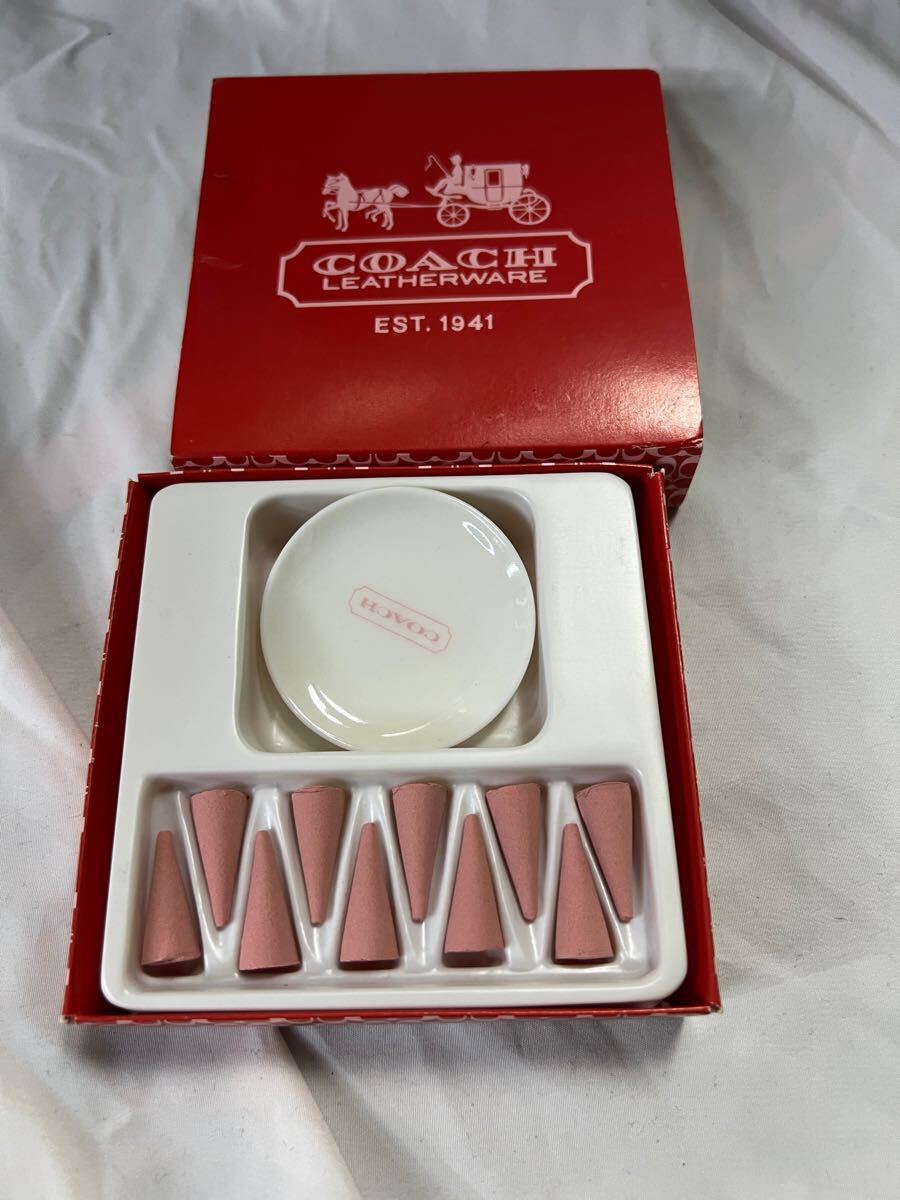 COACH
LEATHERWARE
EST. 1941
COACH